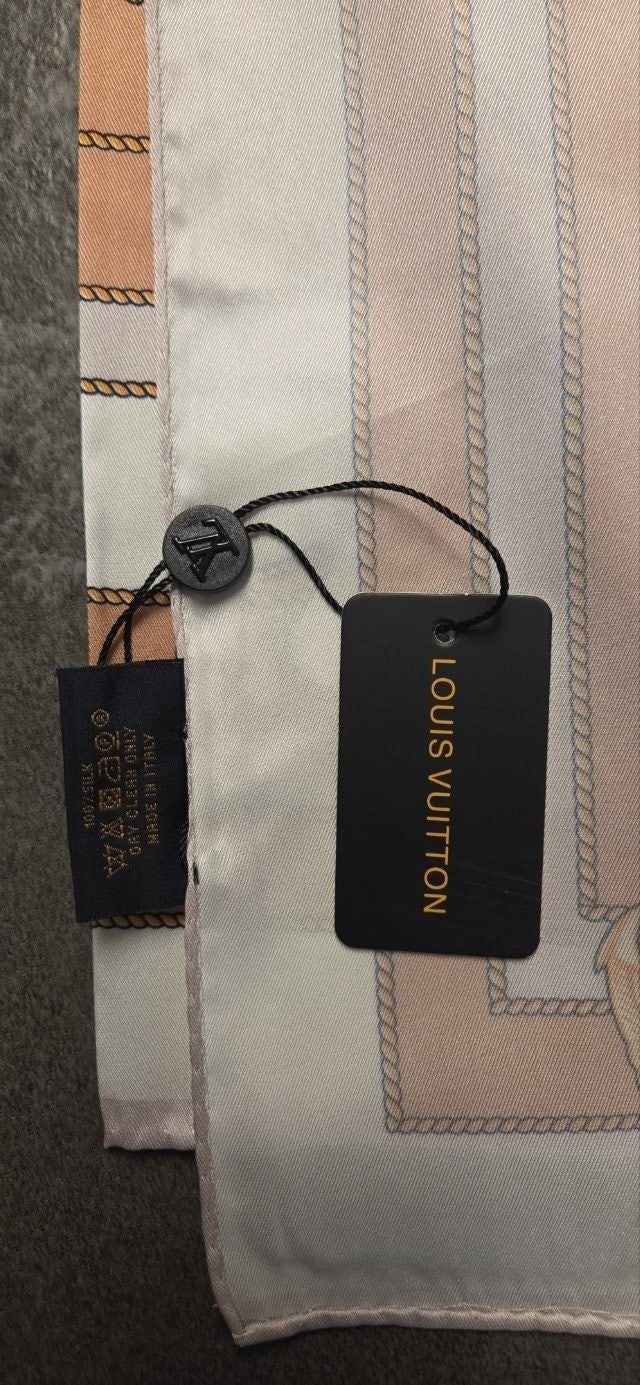 LOUIS VUITTON
100%SILK
DRY CLEAN ONLY
MADE IN ITALY